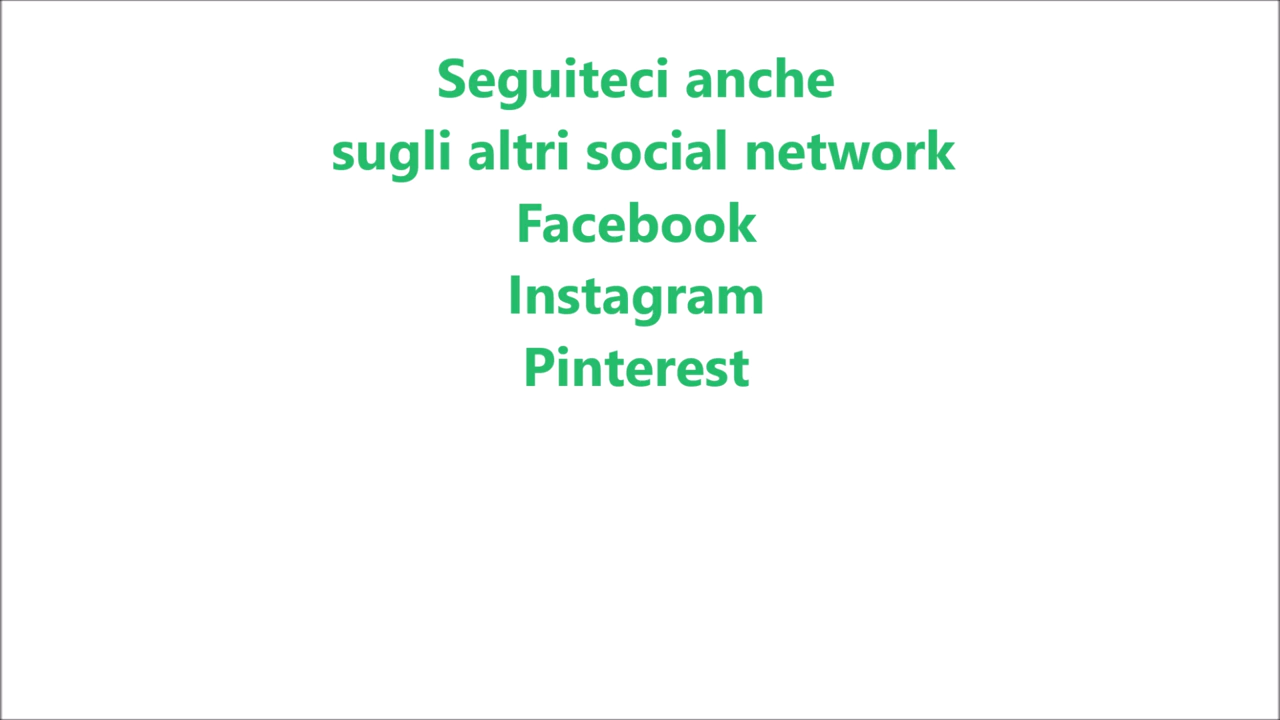 Seguiteci anche
sugli altri social network
Facebook
Instagram
Pinterest